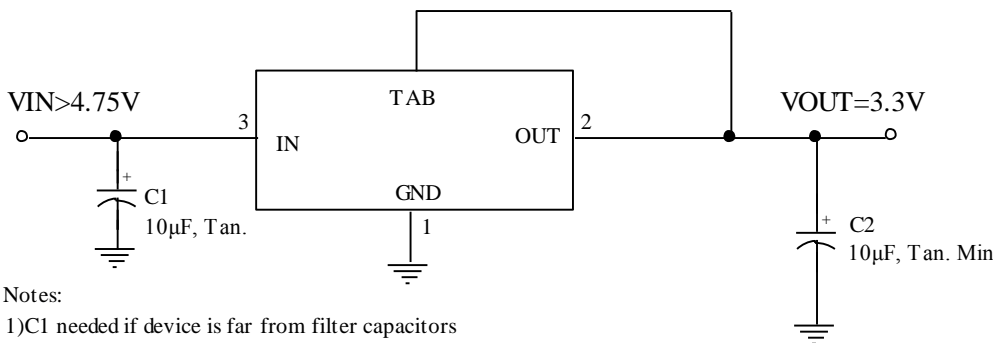 TAB
VIN>4.75V
VOUT=3.3V
3
IN
OUT
2
GND
1
+
C1
10μF, Tan.
+
C2
10μF, Tan. Min
Notes:
1)C1 needed if device is far from filter capacitors